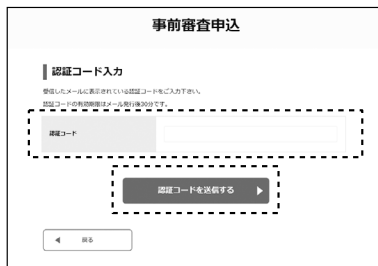 事前審査申込
認証コード入力
受信したメールに表示されている認証コードをご入力下さい。
認証コードの有効期限はメール発行後30分です。
認証コード
認証コードを送信する
戻る